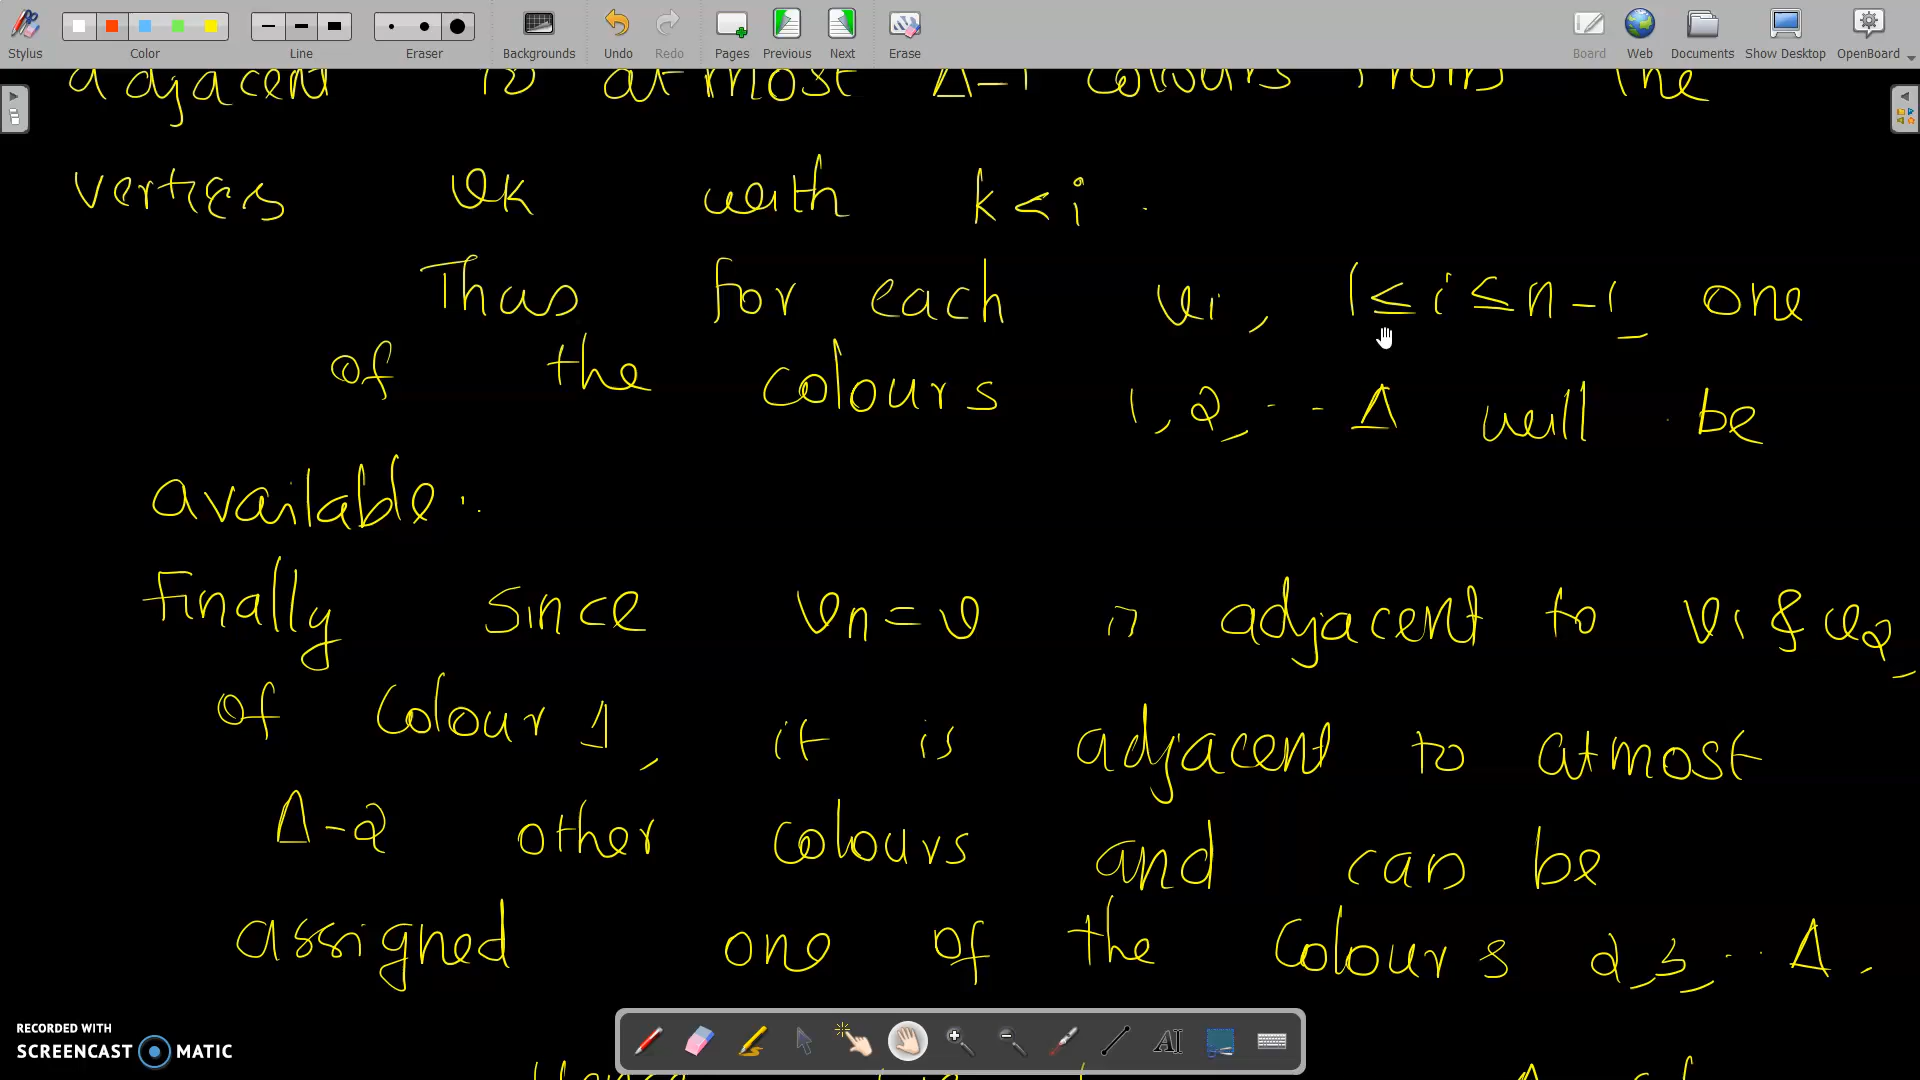 Stylus Color Line Eraser Backgrounds Undo Redo Pages Previous Next Erase Board Web Documents Show Desktop OpenBoard
adjacent to atmost Δ-1 colours from the
vertices vk with k < i .
Thus for each vi, 1 ≤ i ≤ n-1, one
of the colours 1, 2, -- Δ will be
available.
Finally since vn = v is adjacent to v1 & v2,
of colour 1, it is adjacent to atmost
Δ-2 other colours and can be
assigned one of the colours 2, 3, -- Δ.
RECORDED WITH
SCREENCAST MATIC
Hence